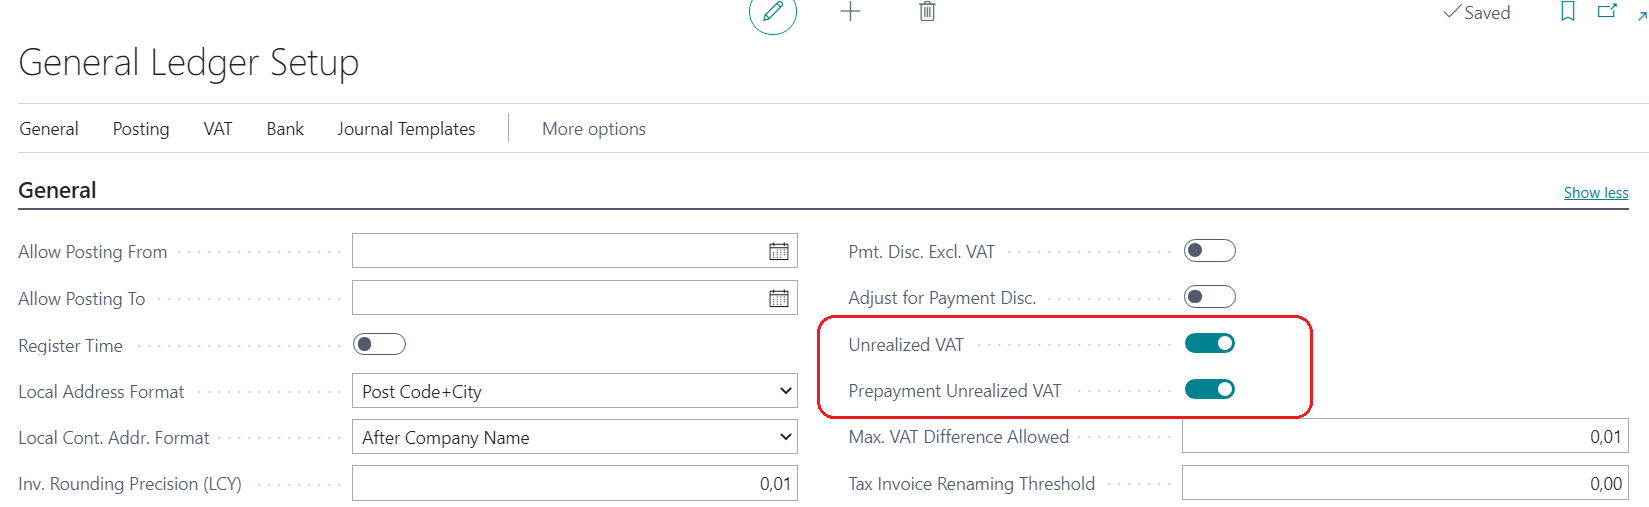 Saved
General Ledger Setup
General Posting VAT Bank Journal Templates More options
General Show less
Allow Posting From
Allow Posting To
Register Time
Local Address Format Post Code+City
Local Cont. Addr. Format After Company Name
Inv. Rounding Precision (LCY) 0,01
Pmt. Disc. Excl. VAT
Adjust for Payment Disc.
Unrealized VAT
Prepayment Unrealized VAT
Max. VAT Difference Allowed 0,01
Tax Invoice Renaming Threshold 0,00